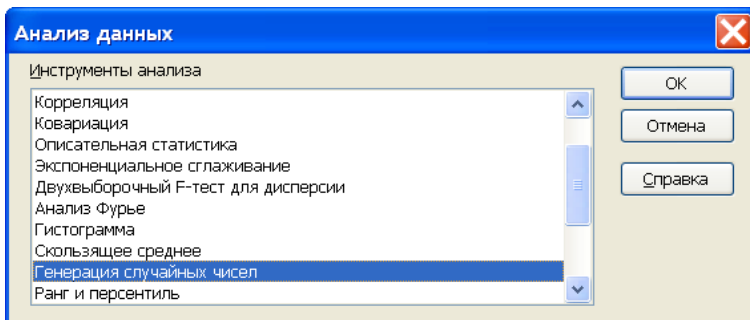 Анализ данных
Инструменты анализа
Корреляция
Ковариация
Описательная статистика
Экспоненциальное сглаживание
Двухвыборочный F-тест для дисперсии
Анализ Фурье
Гистограмма
Скользящее среднее
Генерация случайных чисел
Ранг и персентиль
ОК
Отмена
Справка